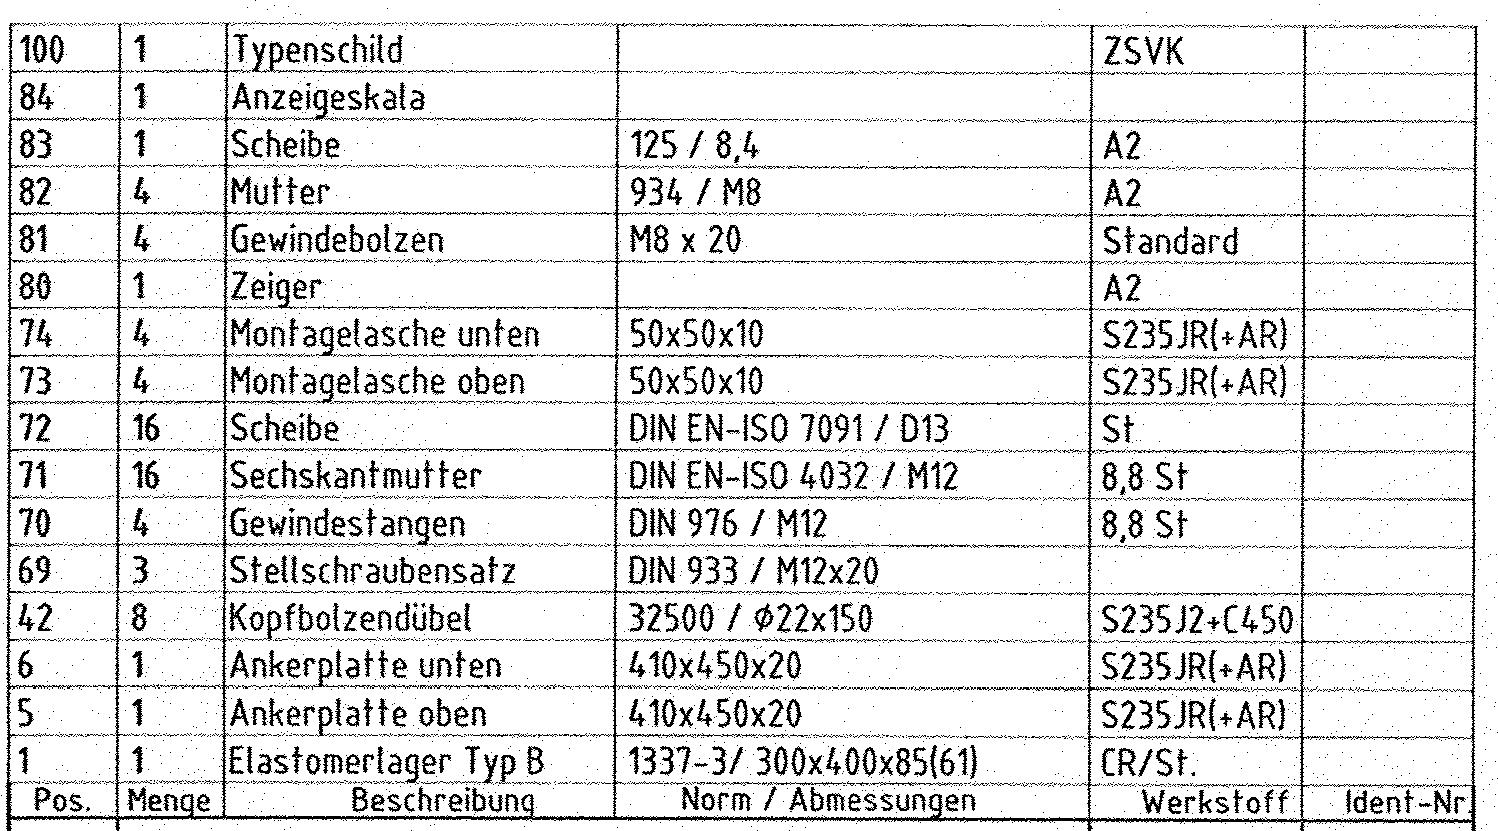 100 1 Typenschild ZSVK
84 1 Anzeigeskala
83 1 Scheibe 125 / 8,4 A2
82 4 Mutter 934 / M8 A2
81 4 Gewindebolzen M8 x 20 Standard
80 1 Zeiger A2
74 4 Montagelasche unten 50x50x10 S235JR(+AR)
73 4 Montagelasche oben 50x50x10 S235JR(+AR)
72 16 Scheibe DIN EN-ISO 7091 / D13 St
71 16 Sechskantmutter DIN EN-ISO 4032 / M12 8,8 St
70 4 Gewindestangen DIN 976 / M12 8,8 St
69 3 Stellschraubensatz DIN 933 / M12x20
42 8 Kopfbolzendübel 32500 / Φ22x150 S235J2+C450
6 1 Ankerplatte unten 410x450x20 S235JR(+AR)
5 1 Ankerplatte oben 410x450x20 S235JR(+AR)
1 1 Elastomerlager Typ B 1337-3/ 300x400x85(61) CR/St.
Pos. Menge Beschreibung Norm / Abmessungen Werkstoff Ident-Nr